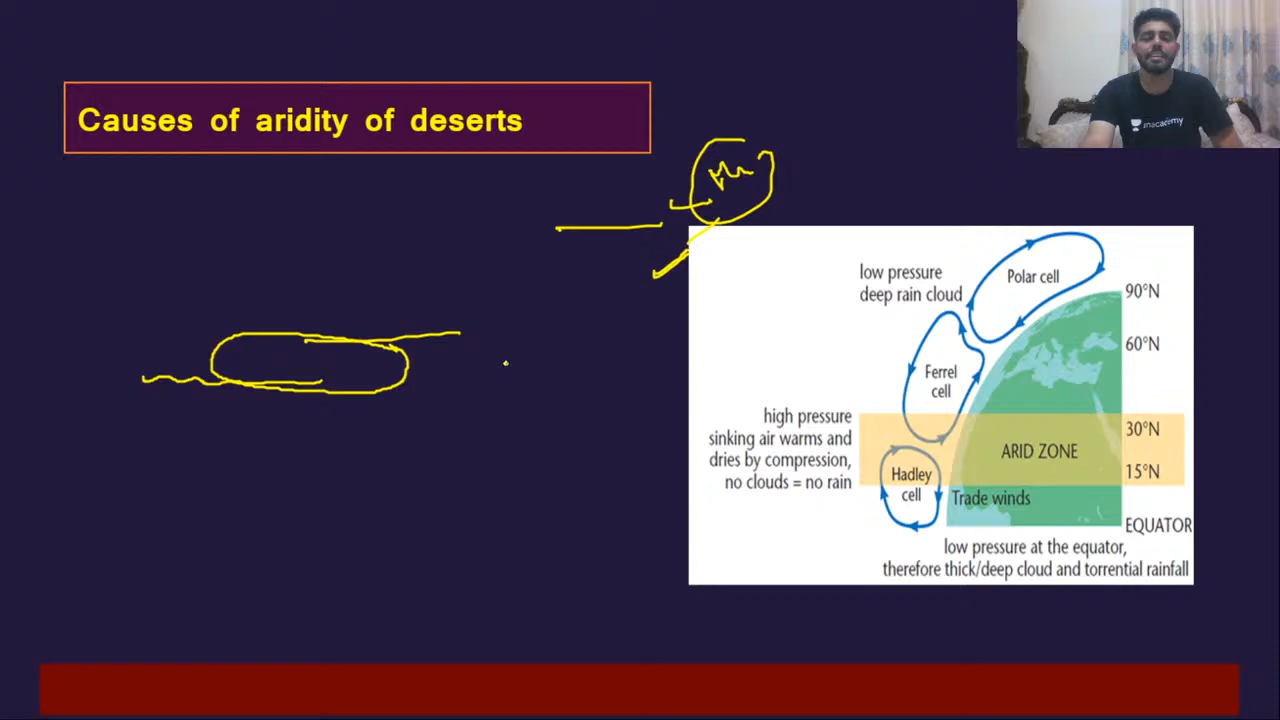 Causes of aridity of deserts
unacademy
low pressure
deep rain cloud
Polar cell
90°N
60°N
Ferrel
cell
high pressure
sinking air warms and
dries by compression,
no clouds = no rain
30°N
ARID ZONE
15°N
Hadley
cell
Trade winds
EQUATOR
low pressure at the equator,
therefore thick/deep cloud and torrential rainfall